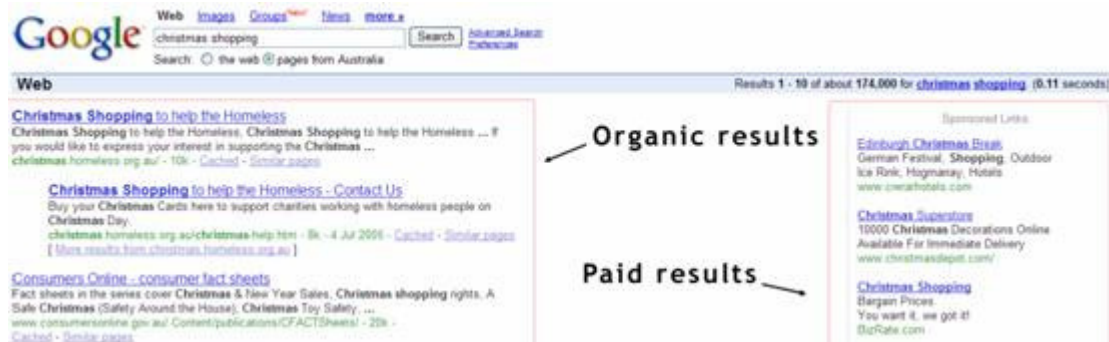 Google
Web Images Groups New! News more »
christmas shopping Search Advanced Search
Preferences
Search: the web pages from Australia
Web Results 1 - 10 of about 174,000 for christmas shopping. (0.11 seconds)
Christmas Shopping to help the Homeless
Christmas Shopping to help the Homeless, Christmas Shopping to help the Homeless ... If
you would like to express your interest in supporting the Christmas ...
christmas.homeless.org.au/ - 10k - Cached - Similar pages
Christmas Shopping to help the Homeless - Contact Us
Buy your Christmas Cards here to support charities working with homeless people on
Christmas Day.
christmas.homeless.org.au/christmas-help.htm - 8k - 4 Jul 2006 - Cached - Similar pages
[ More results from christmas.homeless.org.au ]
Consumers Online - consumer fact sheets
Fact sheets in the series cover Christmas & New Year Sales, Christmas shopping rights, A
Safe Christmas (Safety Around the House), Christmas Toy Safety, ...
www.consumersonline.gov.au/ Content/publications/CFACTSheets/ - 20k -
Cached - Similar pages
Organic results
Paid results
Sponsored Links
Edinburgh Christmas Break
German Festival, Shopping, Outdoor
Ice Rink, Hogmanay, Hotels
Christmas Superstore
10000 Christmas Decorations Online
Available For Immediate Delivery
www.christmasdepot.com/
Christmas Shopping
Bargain Prices
You want it, we got it!
BizRate.com